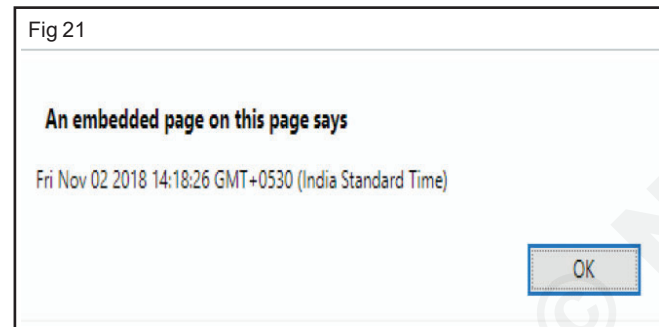 Fig 21
An embedded page on this page says
Fri Nov 02 2018 14:18:26 GMT+0530 (India Standard Time)
OK
©